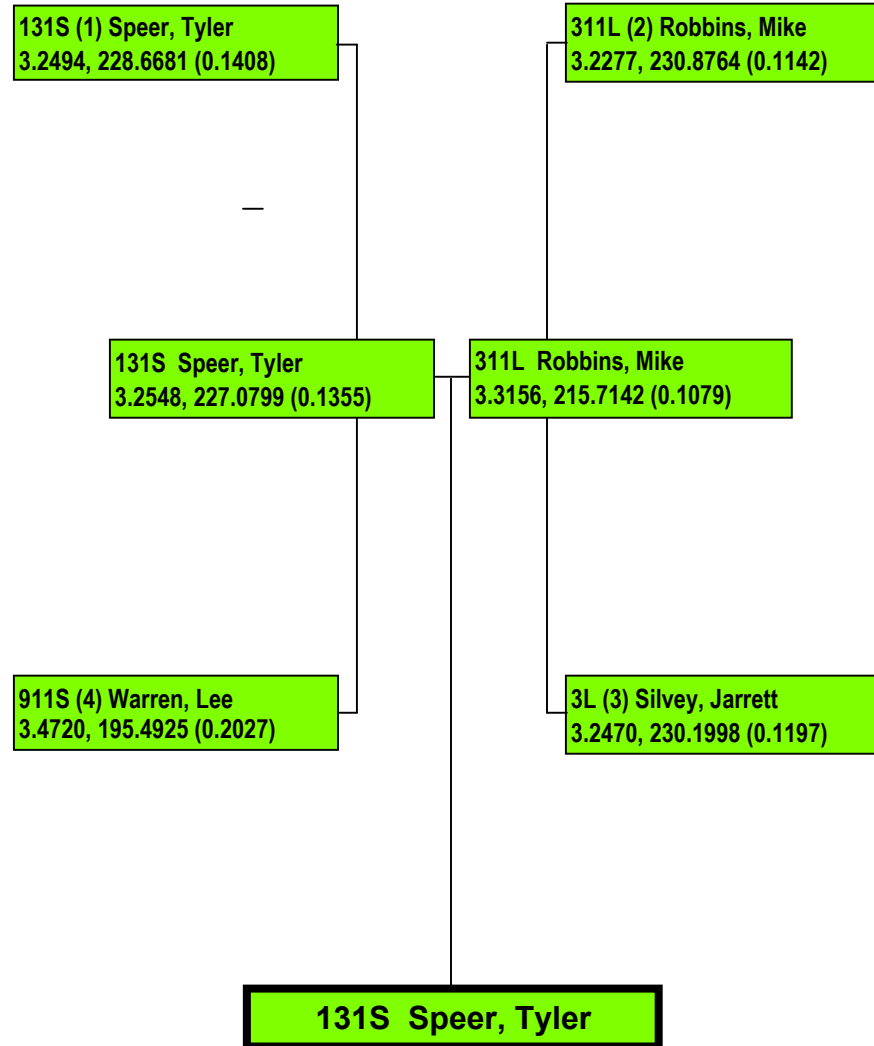 131S (1) Speer, Tyler
3.2494, 228.6681 (0.1408)
311L (2) Robbins, Mike
3.2277, 230.8764 (0.1142)
131S Speer, Tyler
3.2548, 227.0799 (0.1355)
311L Robbins, Mike
3.3156, 215.7142 (0.1079)
911S (4) Warren, Lee
3.4720, 195.4925 (0.2027)
3L (3) Silvey, Jarrett
3.2470, 230.1998 (0.1197)
131S Speer, Tyler